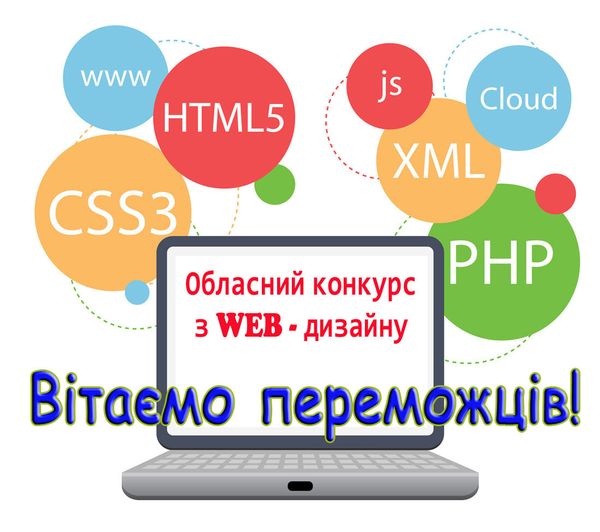 www
HTML5
CSS3
js
Cloud
XML
PHP
Обласний конкурс
з WEB - дизайну
Вітаємо переможців!